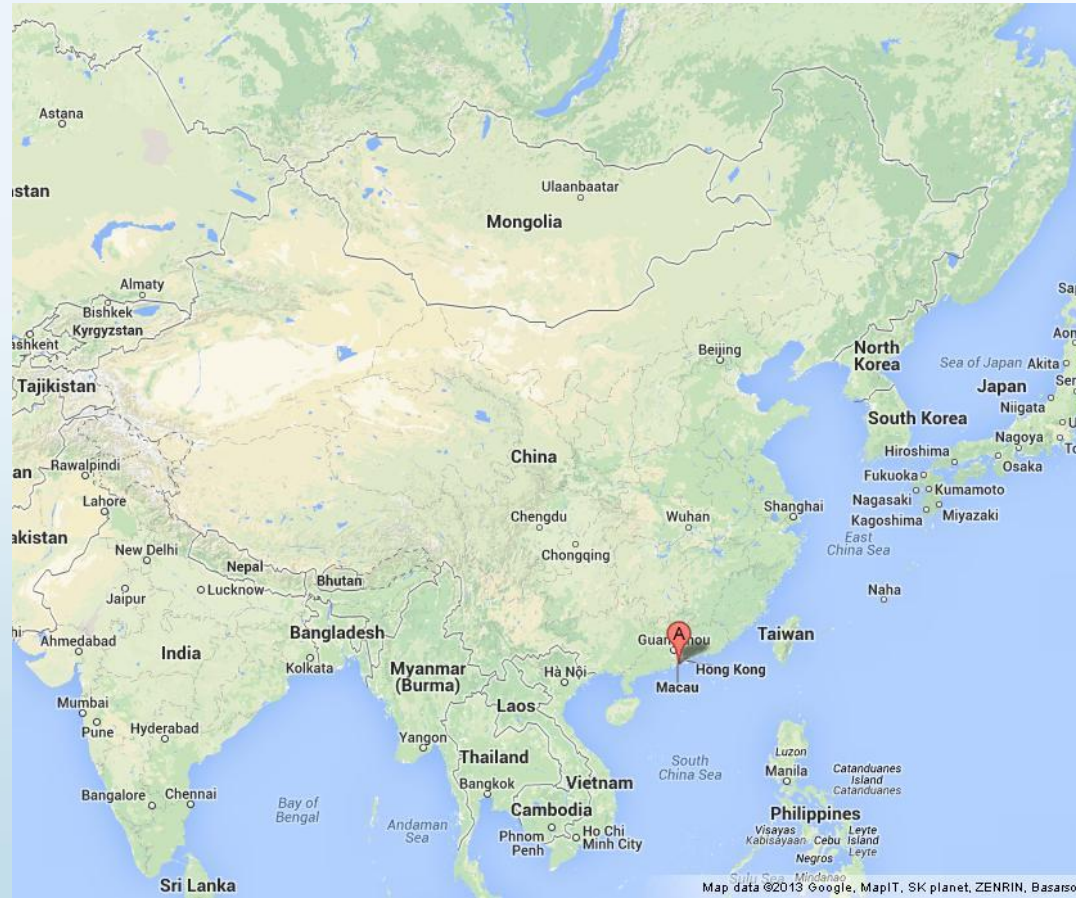 Astana
stan
Ulaanbaatar
Mongolia
Almaty
Bishkek
Kyrgyzstan
ashkent
Tajikistan
Beijing
North
Korea
Sea of Japan
Akita
Japan
Niigata
South Korea
Nagoya
Hiroshima
Osaka
Fukuoka
Kumamoto
Nagasaki
Miyazaki
Kagoshima
an
Rawalpindi
Lahore
akistan
China
Chengdu
Wuhan
Shanghai
Chongqing
East
China Sea
New Delhi
Nepal
Bhutan
Lucknow
Jaipur
Naha
Ahmedabad
Bangladesh
India
Kolkata
Myanmar
(Burma)
Hà Nội
A
Hong Kong
Macau
Taiwan
Laos
Mumbai
Pune
Hyderabad
Yangon
Thailand
Bangkok
Vietnam
South
China Sea
Luzon
Manila
Catanduanes
Island
Catanduanes
Bangalore
Chennai
Bay of
Bengal
Andaman
Sea
Cambodia
Phnom
Penh
Ho Chi
Minh City
Philippines
Visayas
Kabisayaan
Cebu
Leyte
Island
Leyte
Negros
Mindanao
Sulu Sea
Sri Lanka
Map data ©2013 Google, MapIT, SK planet, ZENRIN, Basarso